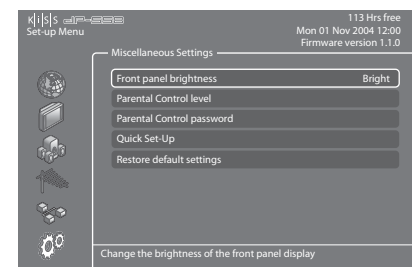 KiSS DP-558
113 Hrs free
Set-up Menu
Mon 01 Nov 2004 12:00
Firmware version 1.1.0
Miscellaneous Settings
Front panel brightness Bright
Parental Control level
Parental Control password
Quick Set-Up
Restore default settings
Change the brightness of the front panel display